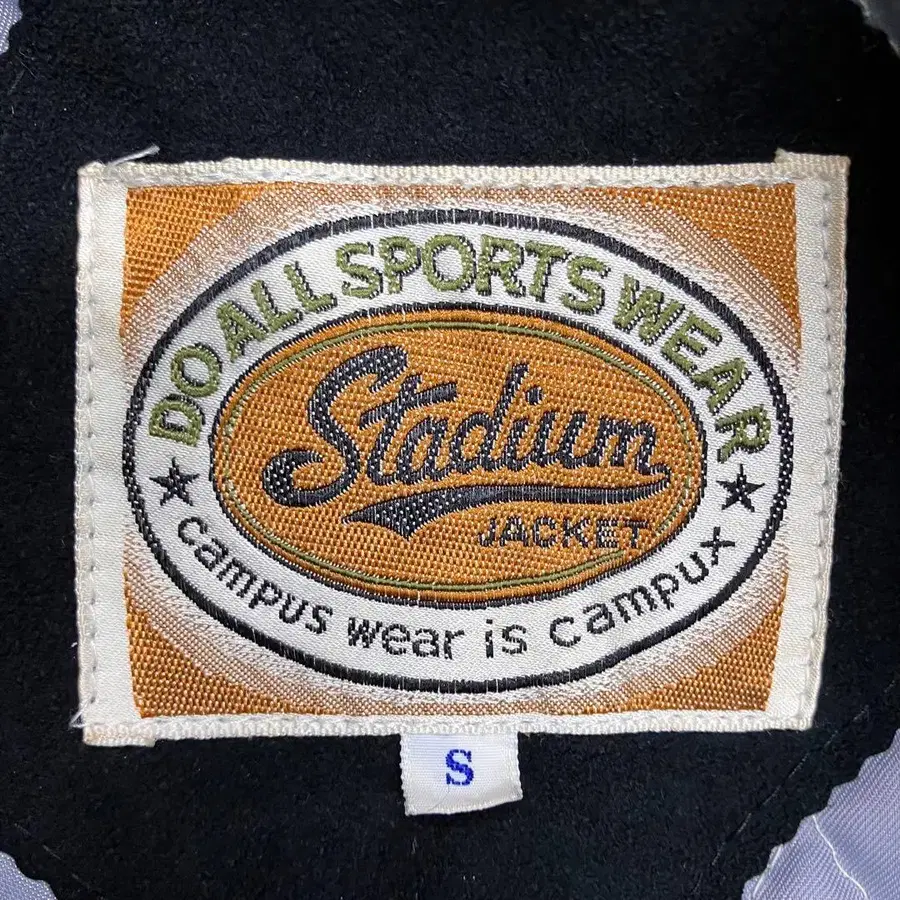 DO ALL SPORTS WEAR
Stadium
JACKET
campus wear is campux
S